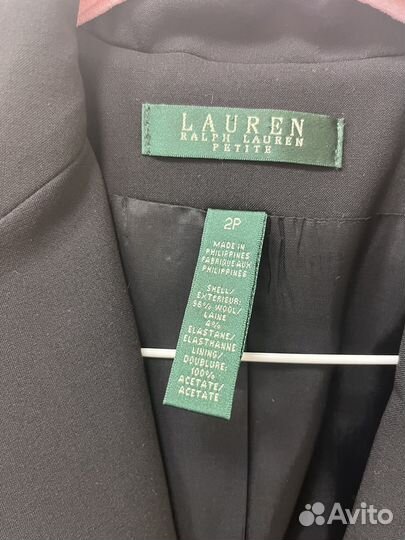 LAUREN
RALPH LAUREN
PETITE
2P
MADE IN
PHILIPPINES
FABRIQUE AUX
PHILIPPINES
SHELL/
EXTERIEUR:
96% WOOL/
LAINE
4%
ELASTANE/
ELASTHANNE
LINING/
DOUBLURE:
100%
ACETATE/
ACETATE
Avito